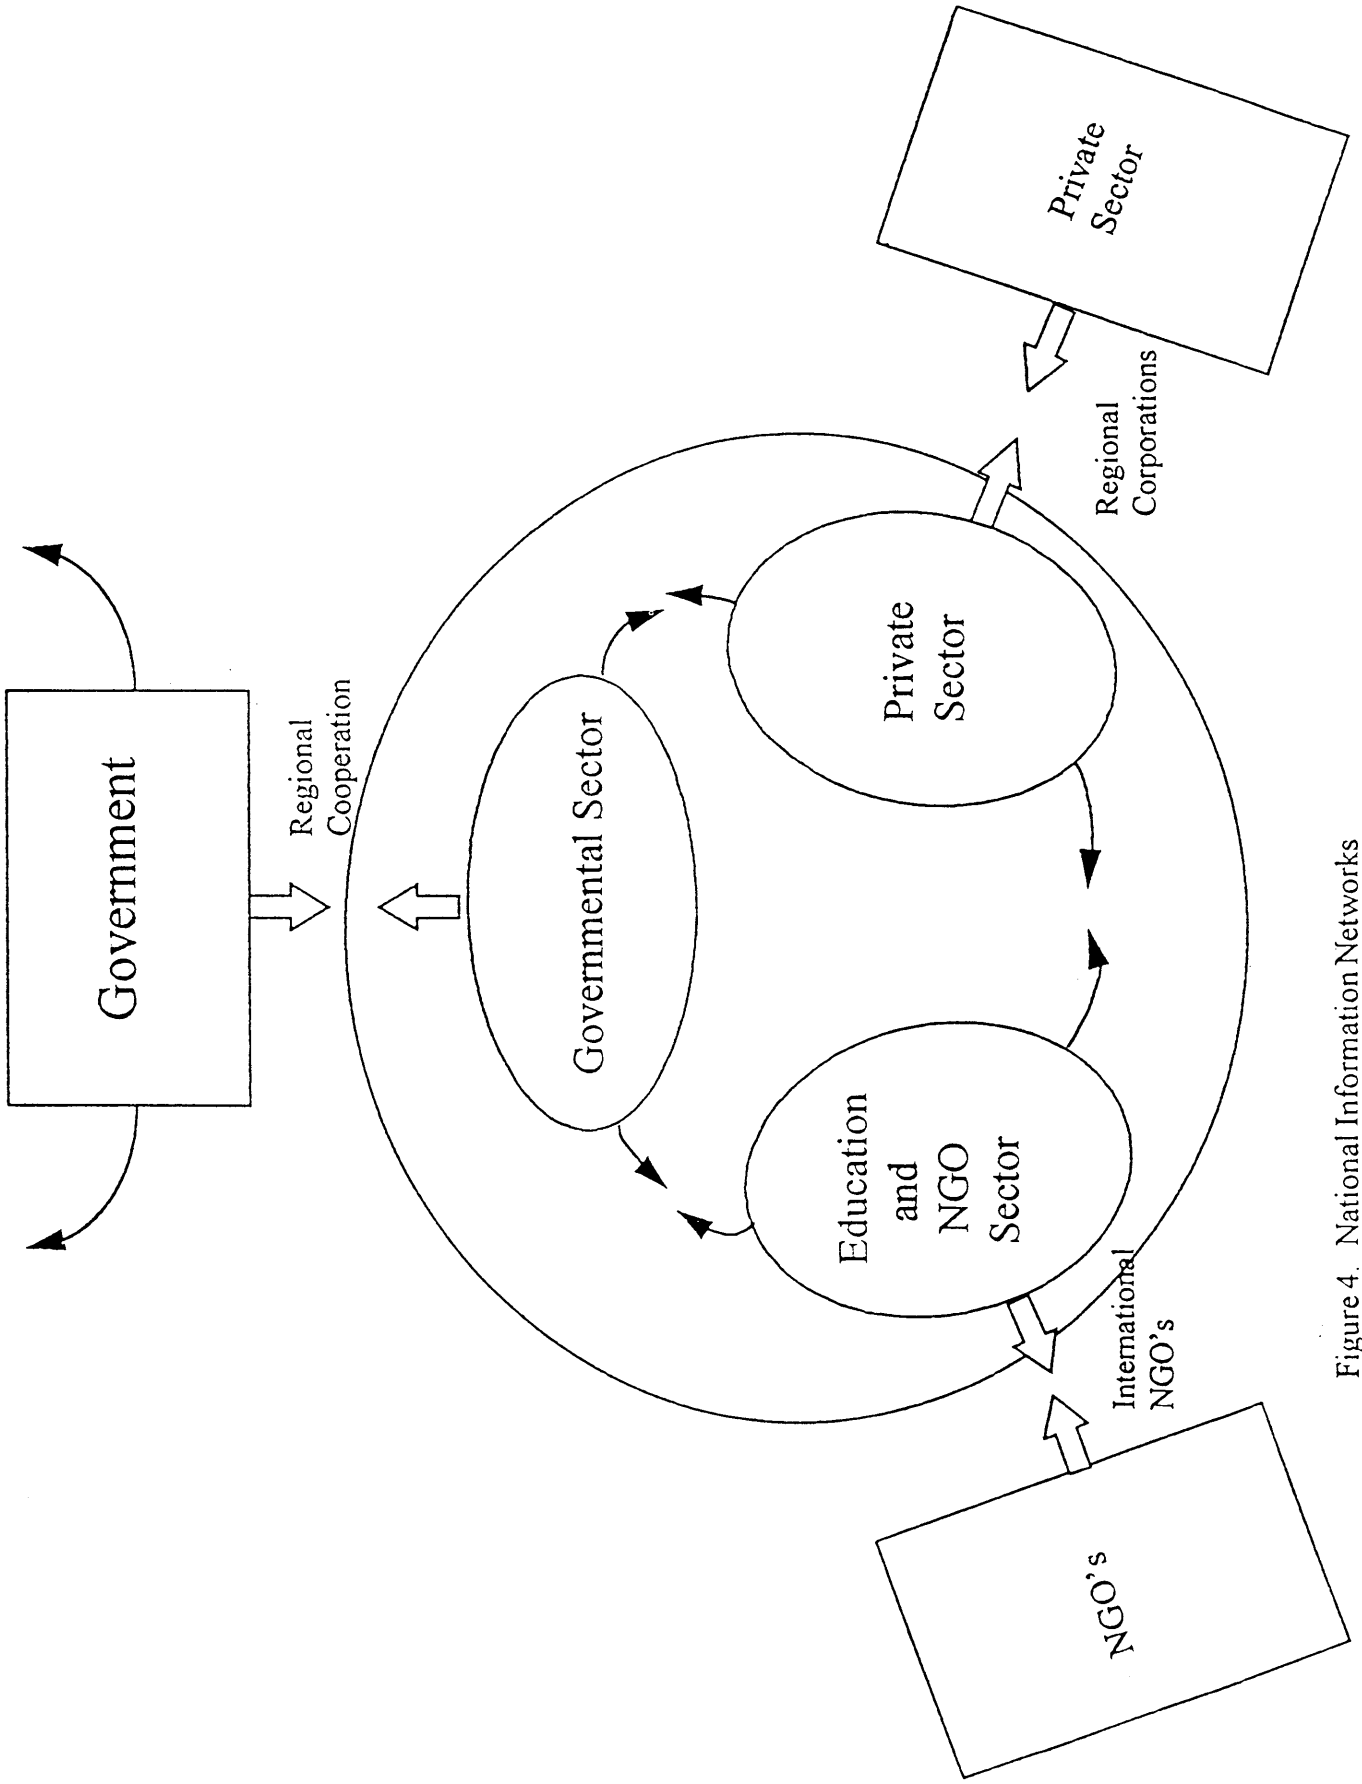 Government
Regional
Cooperation
Governmental Sector
Education
and
NGO
Sector
Private
Sector
International
NGO's
Regional
Corporations
NGO's
Private
Sector
Figure 4. National Information Networks